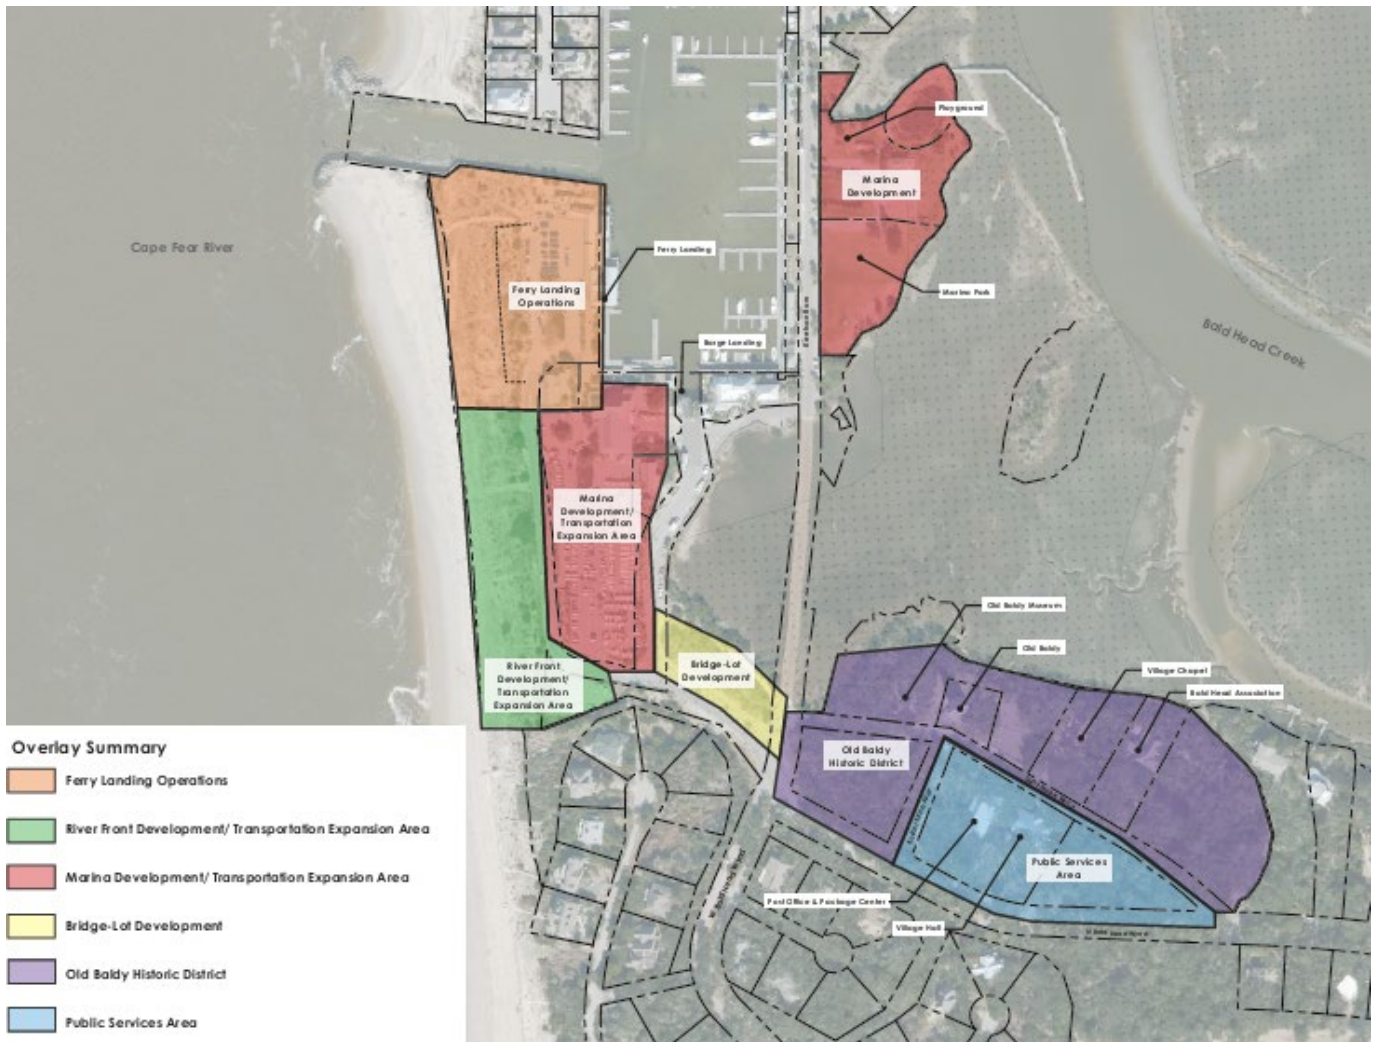 Playground
Marina
Development
Cape Fear River
Ferry Landing
Ferry Landing
Operations
Marina Park
Barge Landing
Bald Head Creek
Marina
Development/
Transportation
Expansion Area
Old Baldy Museum
Old Baldy
River Front
Development/
Transportation
Expansion Area
Bridge-Lot
Development
Village Chapel
Bald Head Association
Old Baldy
Historic District
Public Services
Area
Post Office & Package Center
Village Hall
Overlay Summary
Ferry Landing Operations
River Front Development/ Transportation Expansion Area
Marina Development/ Transportation Expansion Area
Bridge-Lot Development
Old Baldy Historic District
Public Services Area